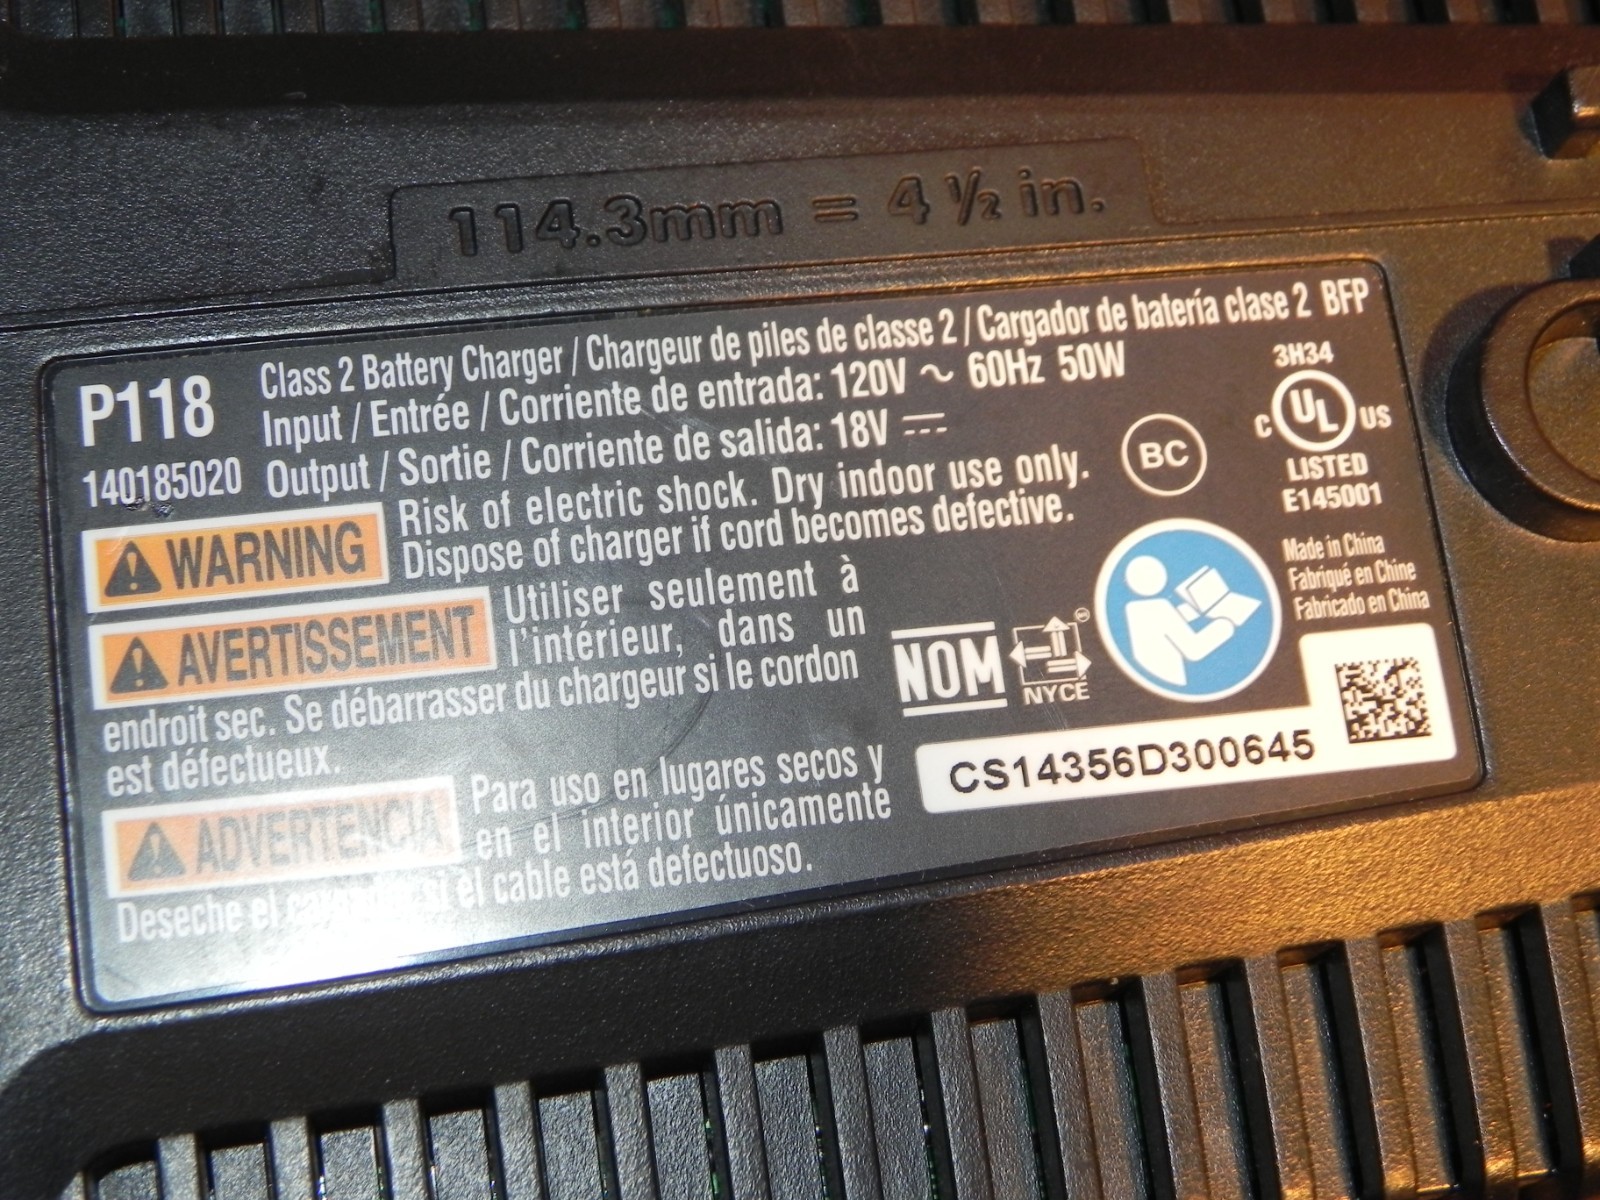 114.3mm = 4 ½ in.
P118
140185020
Class 2 Battery Charger / Chargeur de piles de classe 2 / Cargador de batería clase 2 BFP
Input / Entrée / Corriente de entrada: 120V ~ 60Hz 50W
Output / Sortie / Corriente de salida: 18V ⎓
WARNING
Risk of electric shock. Dry indoor use only.
Dispose of charger if cord becomes defective.
AVERTISSEMENT
Utiliser seulement à
l'intérieur, dans un
endroit sec. Se débarrasser du chargeur si le cordon
est défectueux.
ADVERTENCIA
Para uso en lugares secos y
en el interior únicamente
Deseche el si el cable está defectuoso.
BC
3H34
C UL US
LISTED
E145001
Made in China
Fabriqué en Chine
Fabricado en China
NOM
NYCE
CS14356D300645